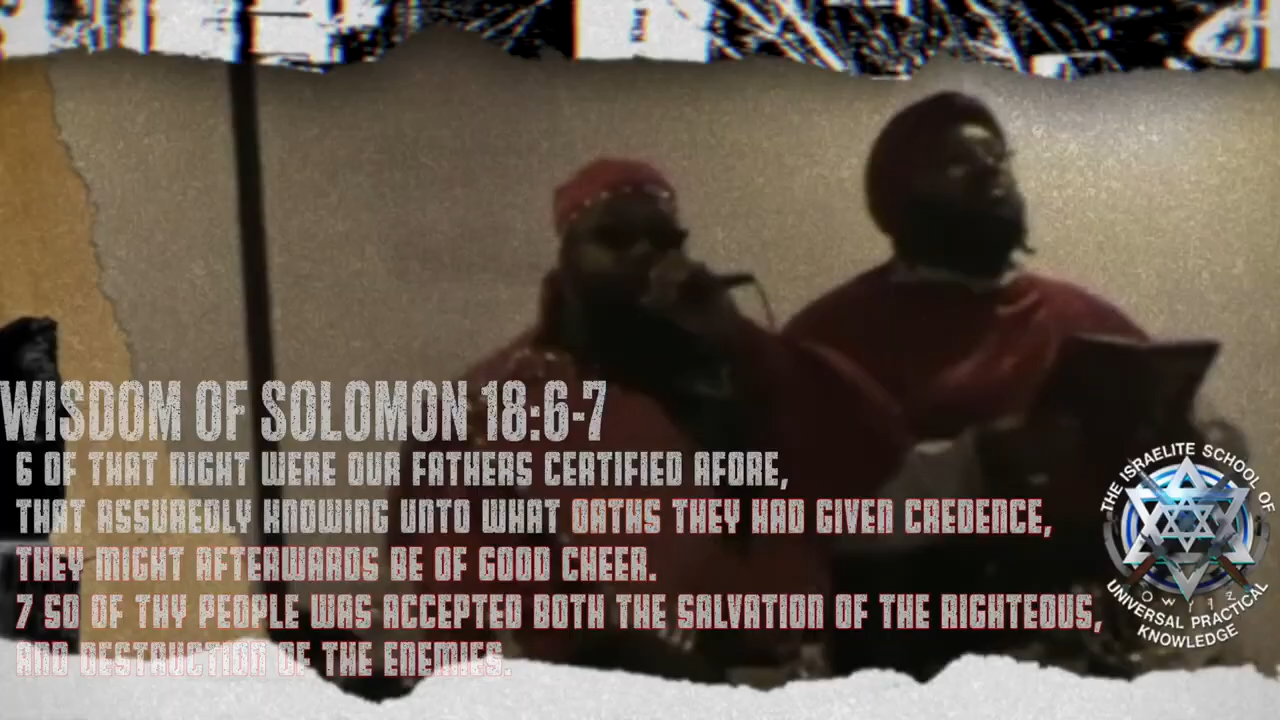 WISDOM OF SOLOMON 18:6-7
6 OF THAT NIGHT WERE OUR FATHERS CERTIFIED AFORE,
THAT ASSUREDLY KNOWING UNTO WHAT OATHS THEY HAD GIVEN CREDENCE,
THEY MIGHT AFTERWARDS BE OF GOOD CHEER.
7 SO OF THY PEOPLE WAS ACCEPTED BOTH THE SALVATION OF THE RIGHTEOUS,
AND DESTRUCTION OF THE ENEMIES.
THE ISRAELITE SCHOOL OF
UNIVERSAL PRACTICAL
KNOWLEDGE